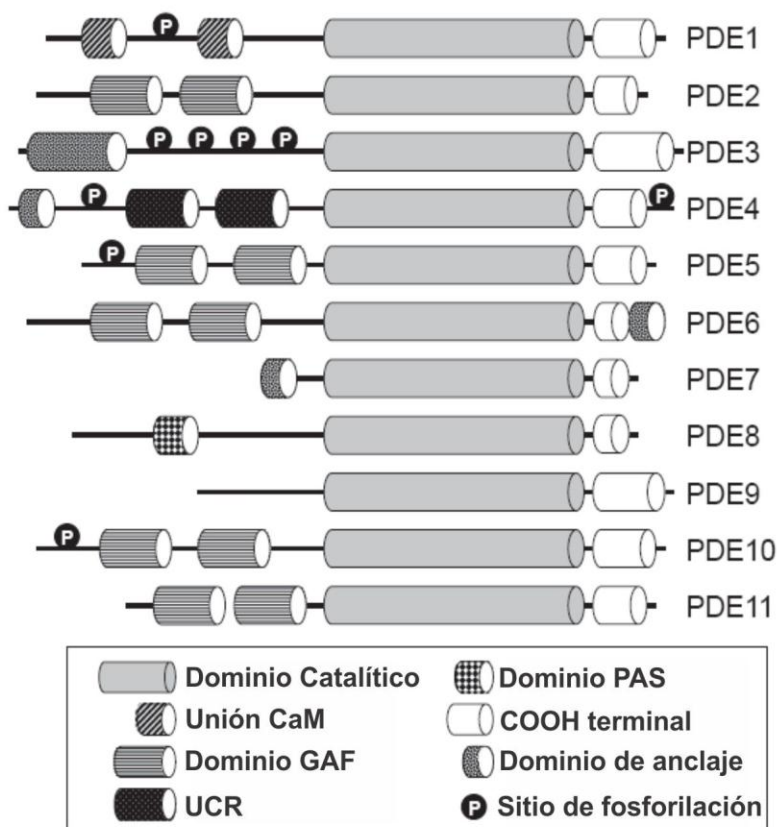 P PDE1
PDE2
P P P P PDE3
P P PDE4
P PDE5
PDE6
PDE7
PDE8
PDE9
P PDE10
PDE11
Dominio Catalítico
Unión CaM
Dominio GAF
UCR
Dominio PAS
COOH terminal
Dominio de anclaje
P Sitio de fosforilación